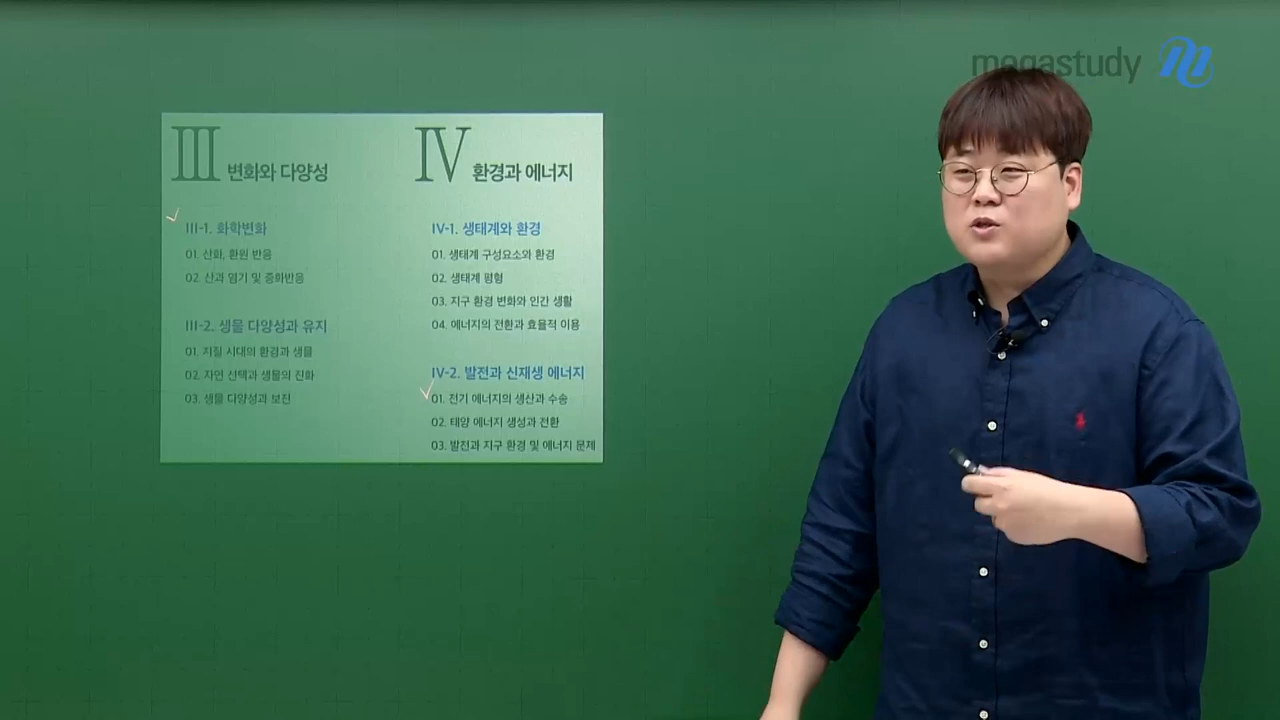 megastudy
III 변화와 다양성
III-1. 화학변화
01. 산화, 환원 반응
02. 산과 염기 및 중화반응
III-2. 생물 다양성과 유지
01. 지질 시대의 환경과 생물
02. 자연 선택과 생물의 진화
03. 생물 다양성과 보전
IV 환경과 에너지
IV-1. 생태계와 환경
01. 생태계 구성요소와 환경
02. 생태계 평형
03. 지구 환경 변화와 인간 생활
04. 에너지의 전환과 효율적 이용
IV-2. 발전과 신재생 에너지
01. 전기 에너지의 생산과 수송
02. 태양 에너지 생성과 전환
03. 발전과 지구 환경 및 에너지 문제